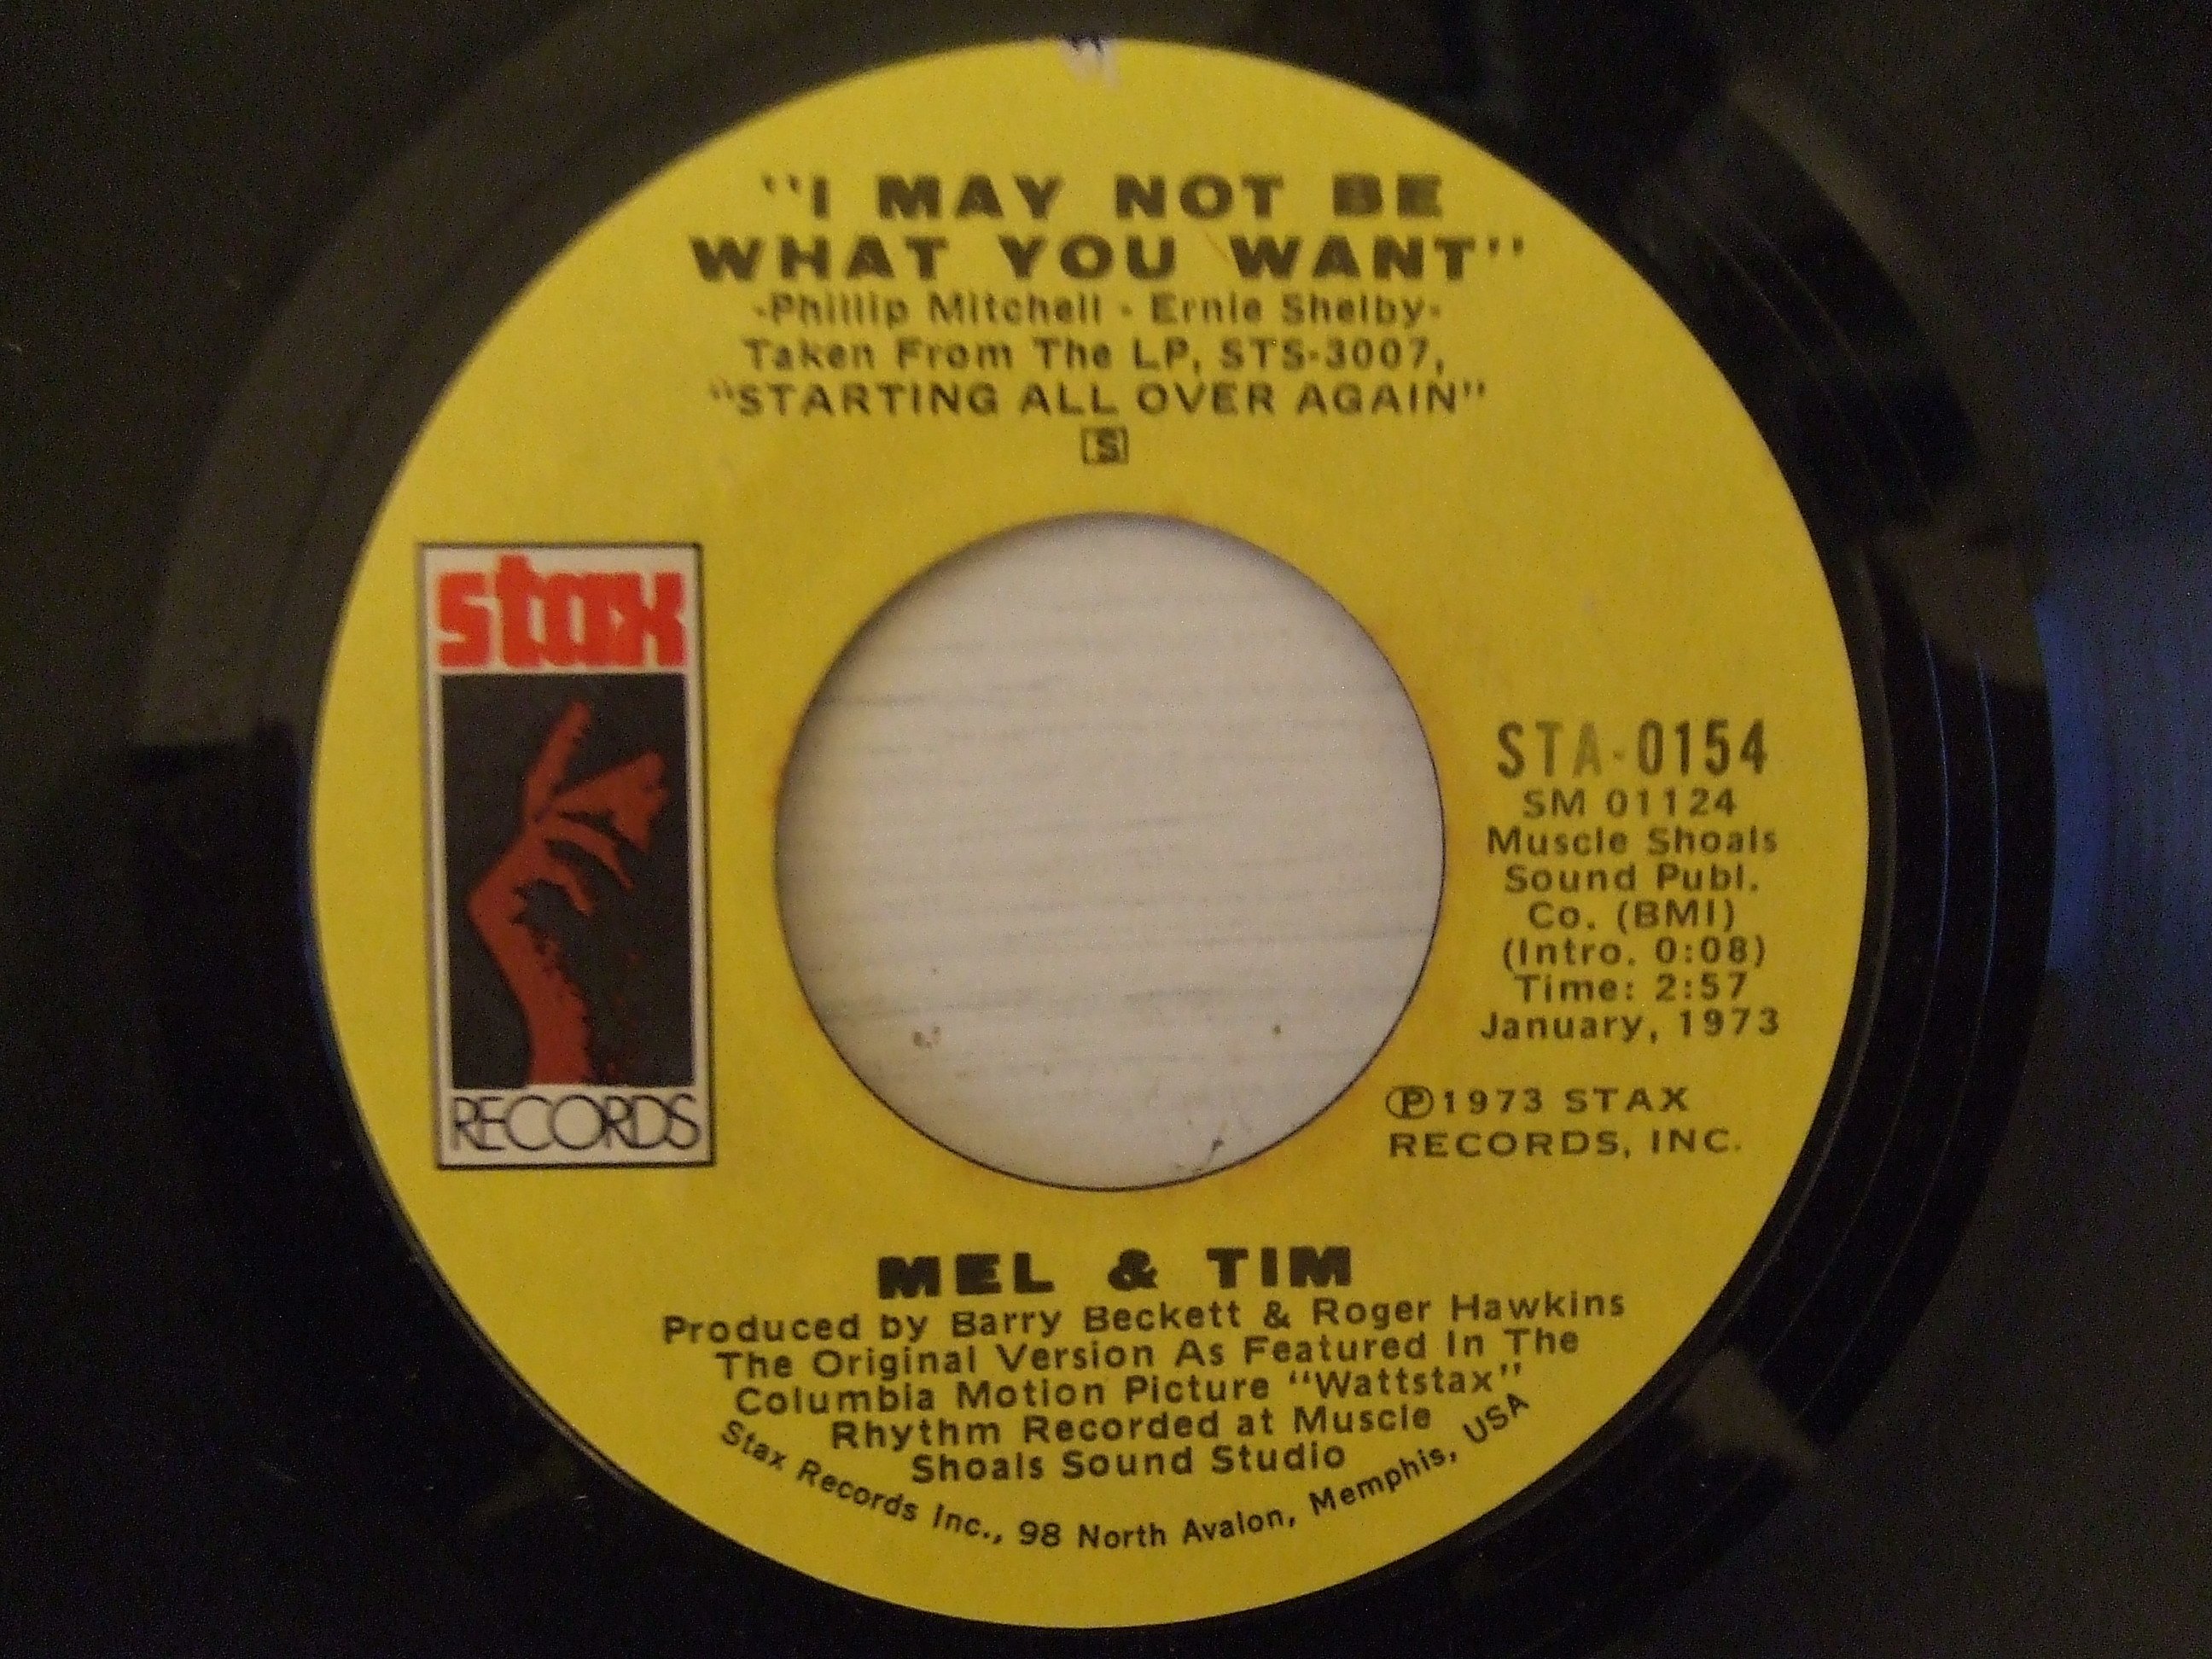 "I MAY NOT BE
WHAT YOU WANT"
-Phillip Mitchell - Ernie Shelby-
Taken From The LP, STS-3007,
"STARTING ALL OVER AGAIN"
S
stax
RECORDS
STA-0154
SM 01124
Muscle Shoals
Sound Publ.
Co. (BMI)
(Intro. 0:08)
Time: 2:57
January, 1973
℗1973 STAX
RECORDS, INC.
MEL & TIM
Produced by Barry Beckett & Roger Hawkins
The Original Version As Featured In The
Columbia Motion Picture "Wattstax"
Rhythm Recorded at Muscle
Shoals Sound Studio
Stax Records Inc., 98 North Avalon, Memphis, USA